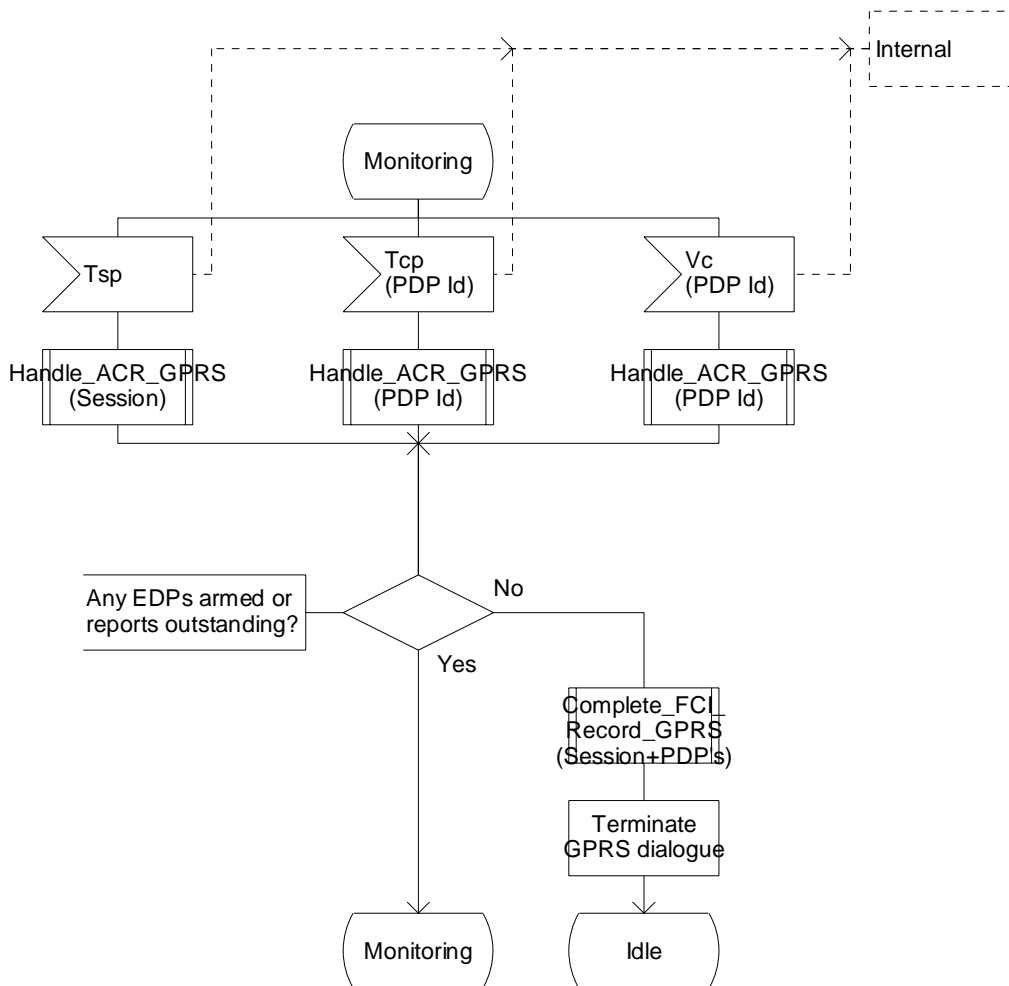 Internal
Monitoring
Tsp
Tcp
(PDP Id)
Vc
(PDP Id)
Handle_ACR_GPRS
(Session)
Handle_ACR_GPRS
(PDP Id)
Handle_ACR_GPRS
(PDP Id)
Any EDPs armed or
reports outstanding?
No
Yes
Complete_FCI_
Record_GPRS
(Session+PDP's)
Terminate
GPRS dialogue
Monitoring
Idle